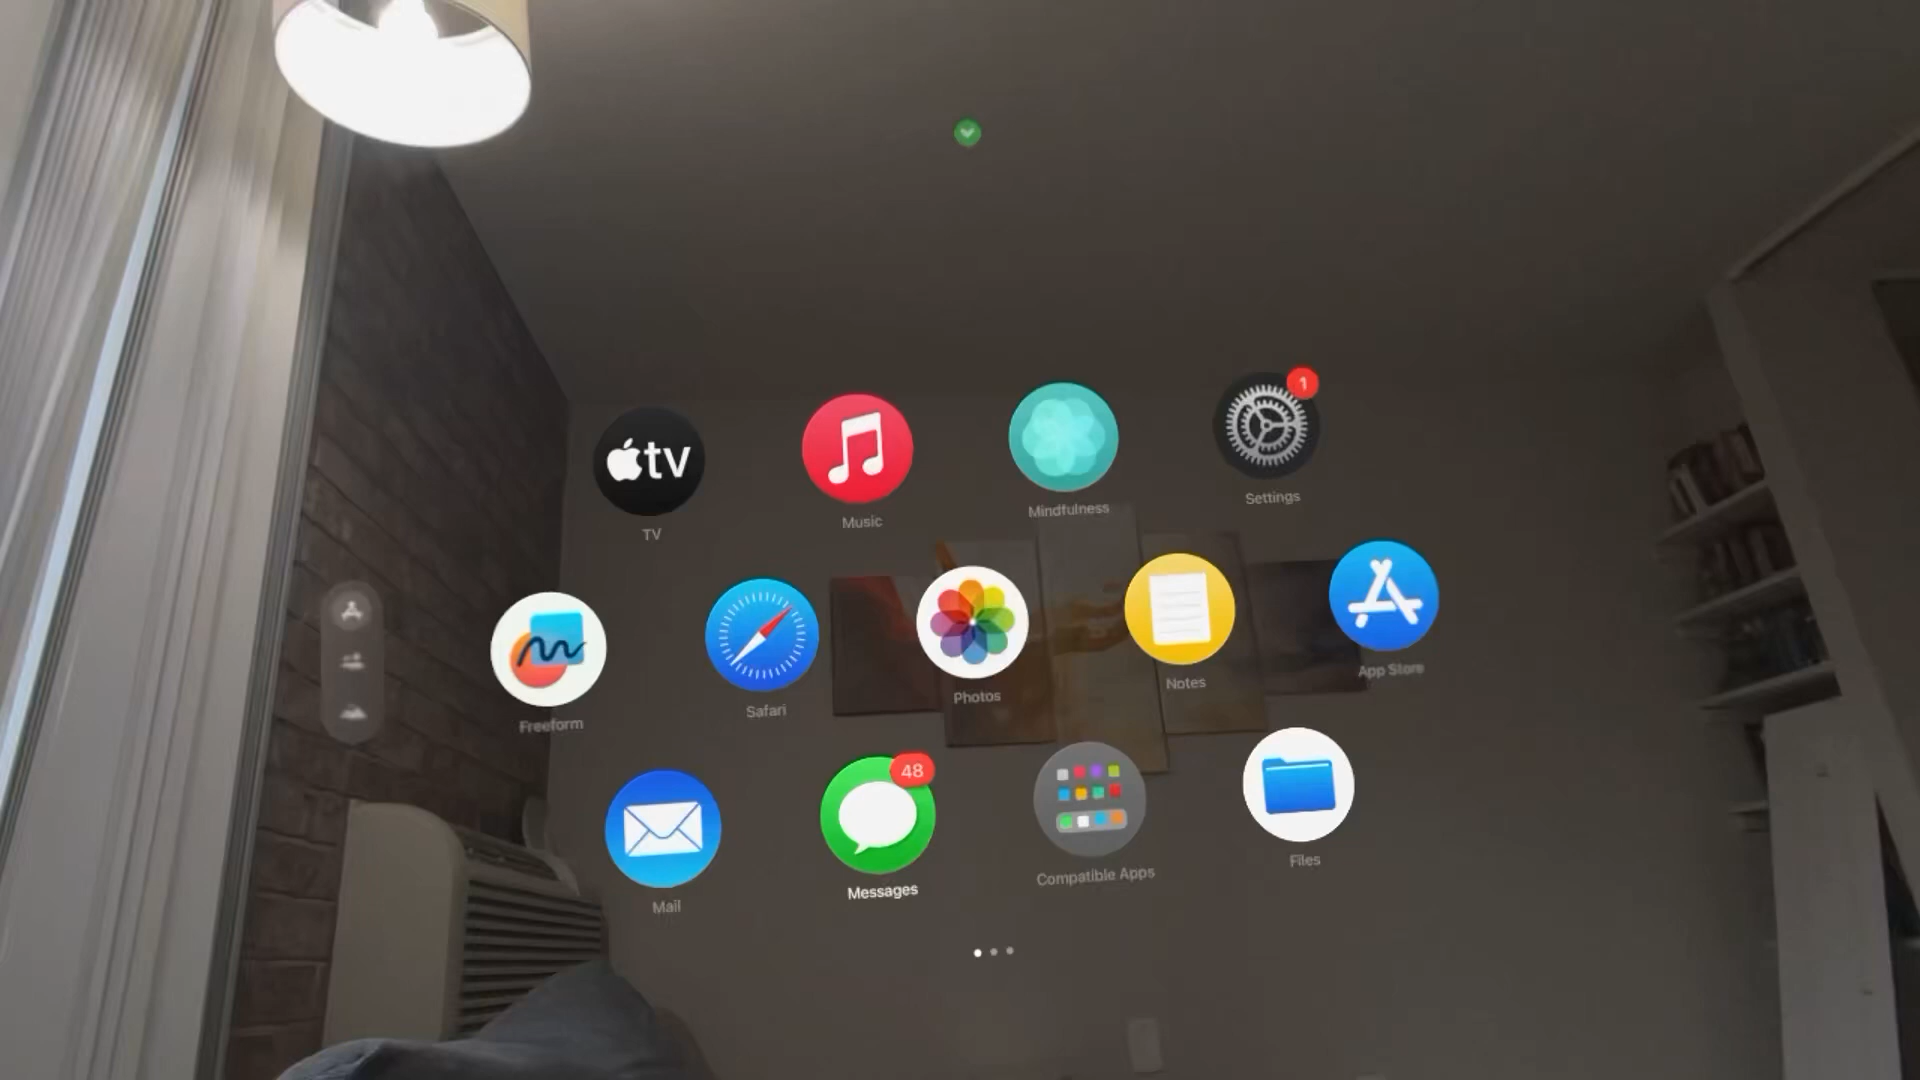 tv
TV
Music
Mindfulness
1
Settings
Freeform
Safari
Photos
Notes
App Store
Mail
48
Messages
Compatible Apps
Files